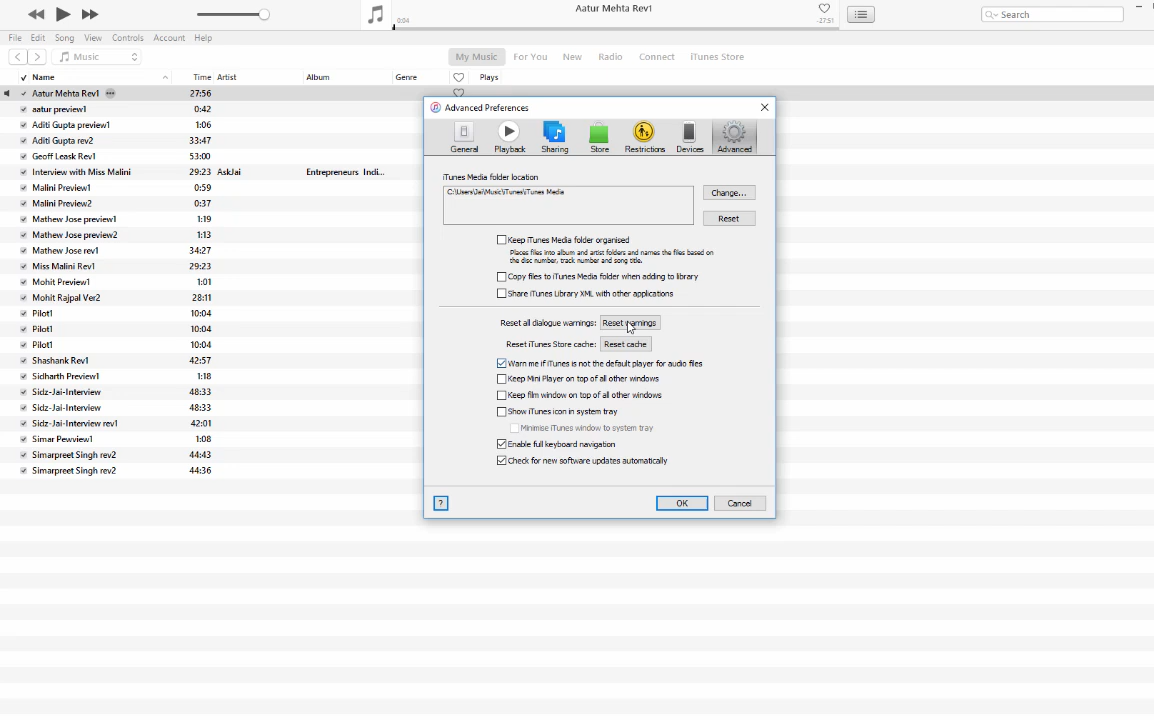 Aatur Mehta Rev1
0:04
-27:51
Search
File Edit Song View Controls Account Help
Music
My Music For You New Radio Connect iTunes Store
Name Time Artist Album Genre Plays
Aatur Mehta Rev1 27:56
aatur preview1 0:42
Aditi Gupta preview1 1:06
Aditi Gupta rev2 33:47
Geoff Leask Rev1 53:00
Interview with Miss Malini 29:23 AskJai Entrepreneurs Indi...
Malini Preview1 0:59
Malini Preview2 0:37
Mathew Jose preview1 1:19
Mathew Jose preview2 1:13
Mathew Jose rev1 34:27
Miss Malini Rev1 29:23
Mohit Preview1 1:01
Mohit Rajpal Ver2 28:11
Pilot1 10:04
Pilot1 10:04
Pilot1 10:04
Shashank Rev1 42:57
Sidharth Preview1 1:18
Sidz-Jai-Interview 48:33
Sidz-Jai-Interview 48:33
Sidz-Jai-Interview rev1 42:01
Simar Pewview1 1:08
Simarpreet Singh rev2 44:43
Simarpreet Singh rev2 44:36
Advanced Preferences
General Playback Sharing Store Restrictions Devices Advanced
iTunes Media folder location
C:\Users\Jai\Music\iTunes\iTunes Media
Change...
Reset
Keep iTunes Media folder organised
Places files into album and artist folders and names the files based on
the disc number, track number and song title.
Copy files to iTunes Media folder when adding to library
Share iTunes Library XML with other applications
Reset all dialogue warnings: Reset warnings
Reset iTunes Store cache: Reset cache
Warn me if iTunes is not the default player for audio files
Keep Mini Player on top of all other windows
Keep film window on top of all other windows
Show iTunes icon in system tray
Minimise iTunes window to system tray
Enable full keyboard navigation
Check for new software updates automatically
? OK Cancel